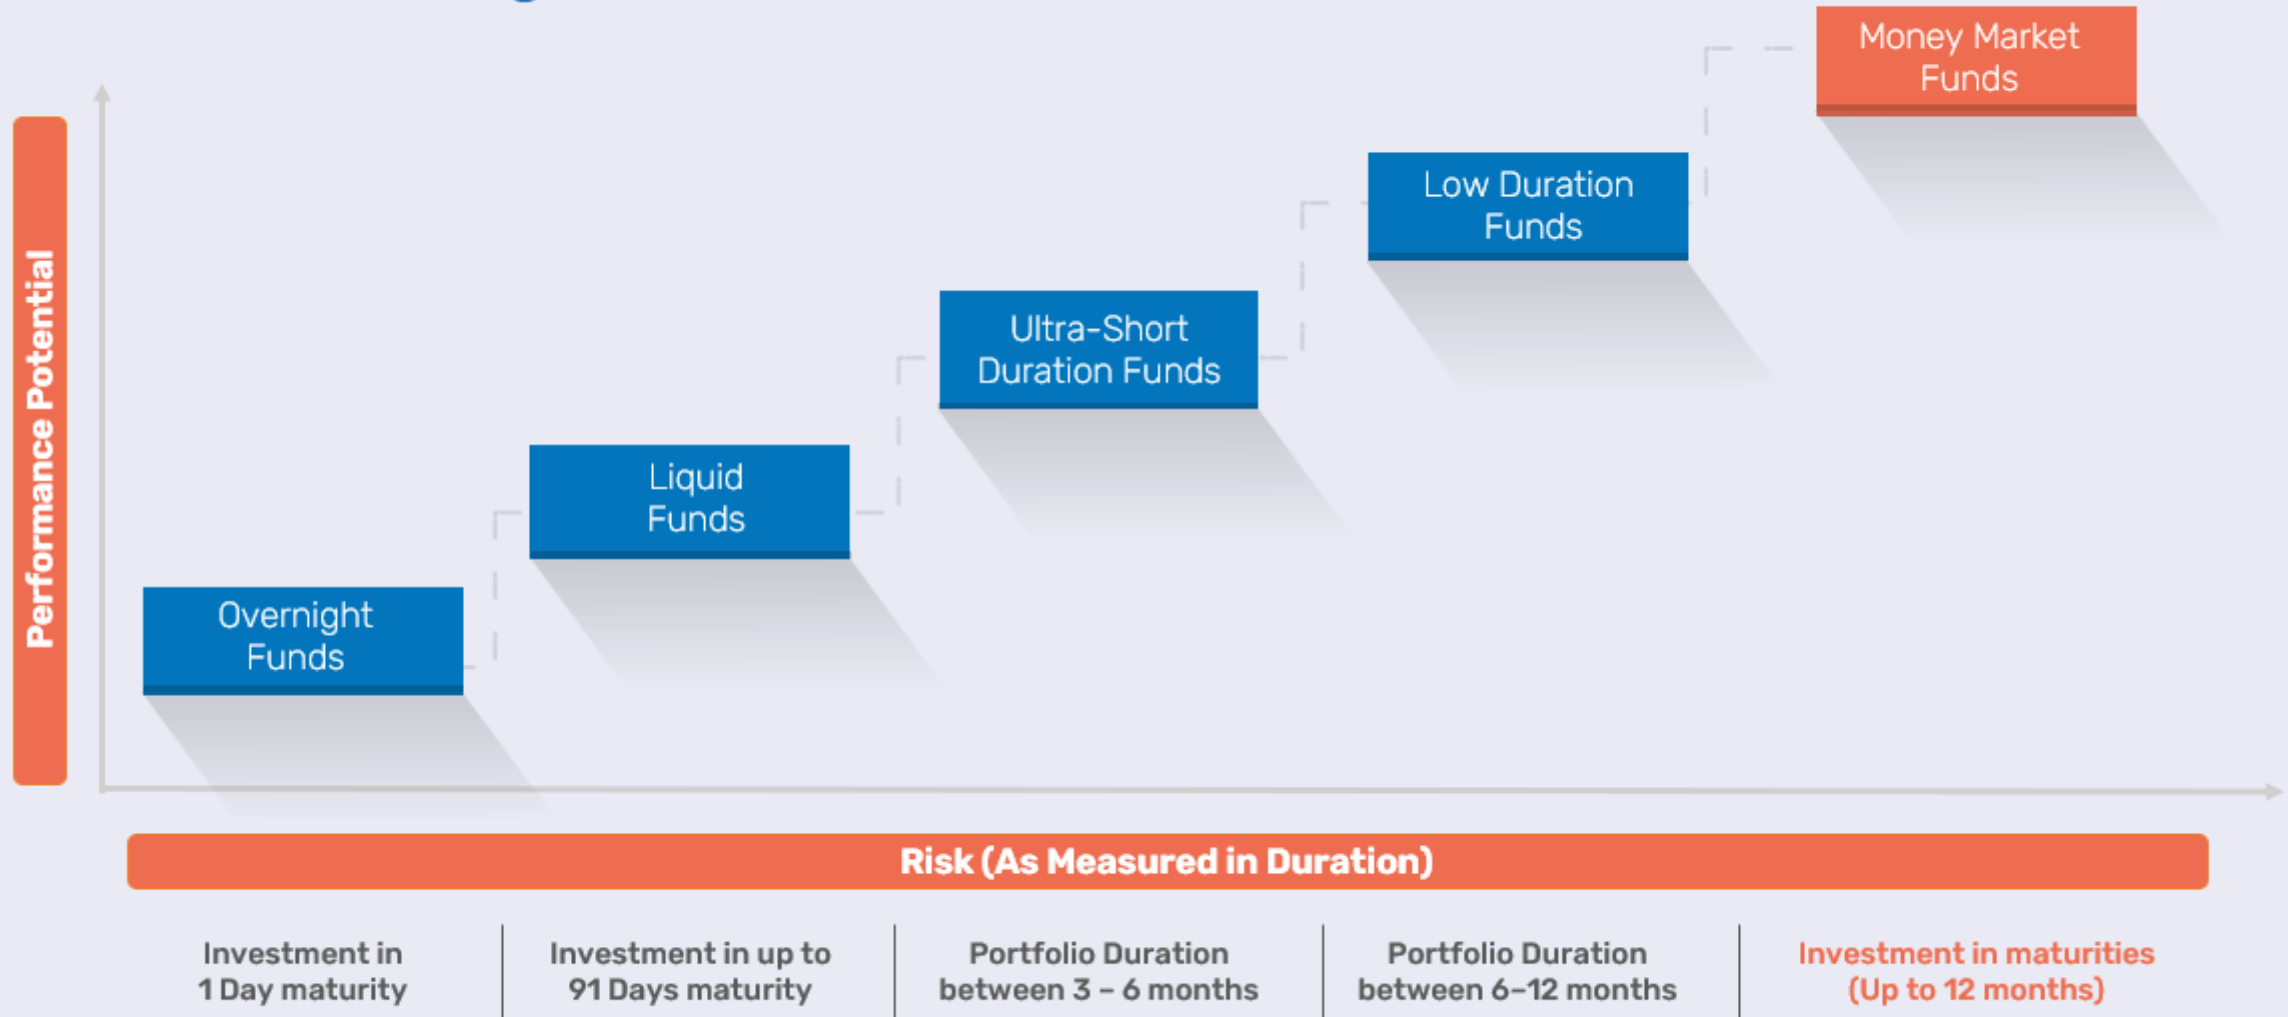 Money Market
Funds
Low Duration
Funds
Ultra-Short
Duration Funds
Liquid
Funds
Overnight
Funds
Performance Potential
Risk (As Measured in Duration)
Investment in
1 Day maturity
Investment in up to
91 Days maturity
Portfolio Duration
between 3 – 6 months
Portfolio Duration
between 6–12 months
Investment in maturities
(Up to 12 months)